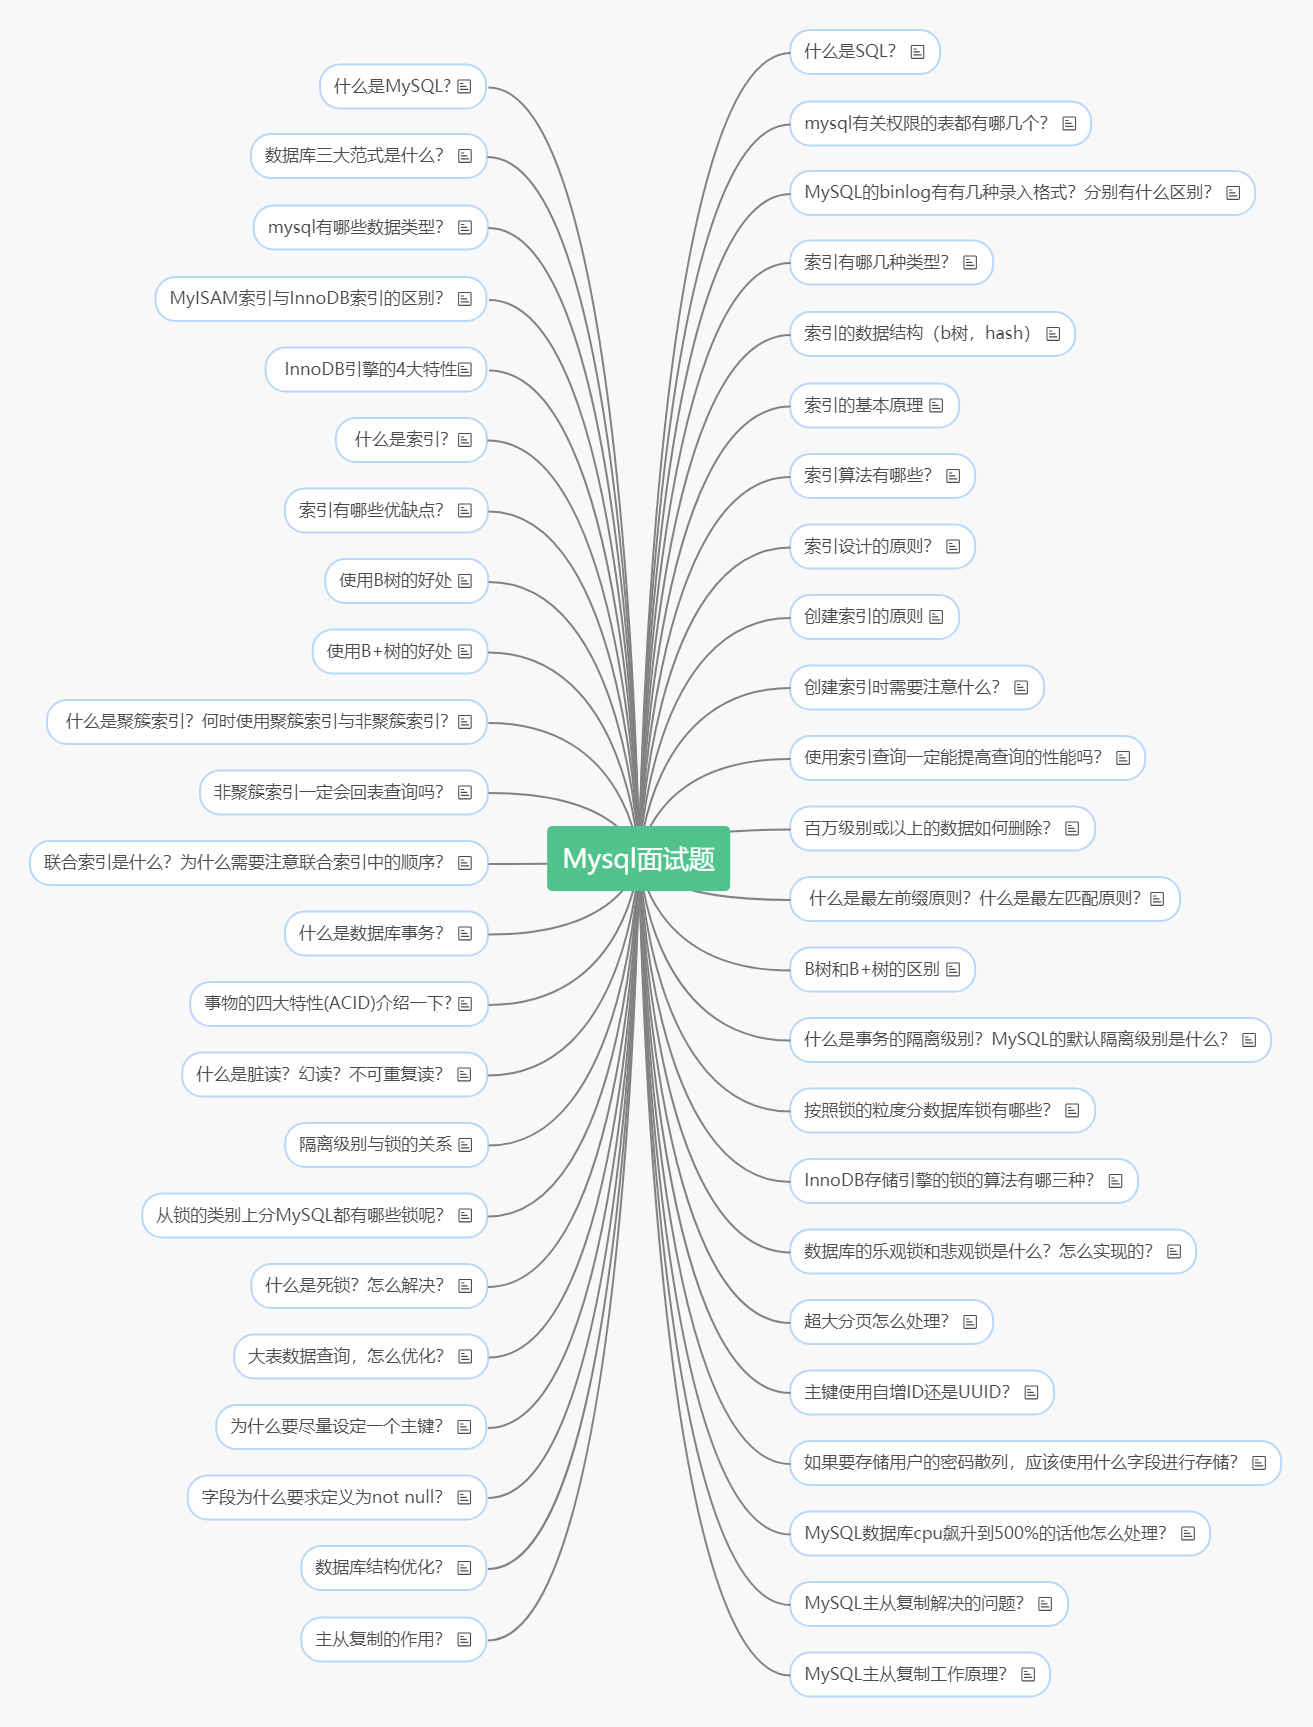 Mysql面试题
什么是MySQL?
数据库三大范式是什么？
mysql有哪些数据类型？
MyISAM索引与InnoDB索引的区别？
InnoDB引擎的4大特性
什么是索引?
索引有哪些优缺点？
使用B树的好处
使用B+树的好处
什么是聚簇索引？何时使用聚簇索引与非聚簇索引?
非聚簇索引一定会回表查询吗？
联合索引是什么？为什么需要注意联合索引中的顺序？
什么是数据库事务？
事物的四大特性(ACID)介绍一下?
什么是脏读？幻读？不可重复读？
隔离级别与锁的关系
从锁的类别上分MySQL都有哪些锁呢？
什么是死锁？怎么解决？
大表数据查询，怎么优化？
为什么要尽量设定一个主键？
字段为什么要求定义为not null？
数据库结构优化？
主从复制的作用？
什么是SQL？
mysql有关权限的表都有哪几个？
MySQL的binlog有有几种录入格式？分别有什么区别？
索引有哪几种类型？
索引的数据结构（b树，hash）
索引的基本原理
索引算法有哪些？
索引设计的原则？
创建索引的原则
创建索引时需要注意什么？
使用索引查询一定能提高查询的性能吗？
百万级别或以上的数据如何删除？
什么是最左前缀原则？什么是最左匹配原则?
B树和B+树的区别
什么是事务的隔离级别？MySQL的默认隔离级别是什么？
按照锁的粒度分数据库锁有哪些？
InnoDB存储引擎的锁的算法有哪三种？
数据库的乐观锁和悲观锁是什么？怎么实现的？
超大分页怎么处理？
主键使用自增ID还是UUID？
如果要存储用户的密码散列，应该使用什么字段进行存储？
MySQL数据库cpu飙升到500%的话他怎么处理？
MySQL主从复制解决的问题？
MySQL主从复制工作原理？